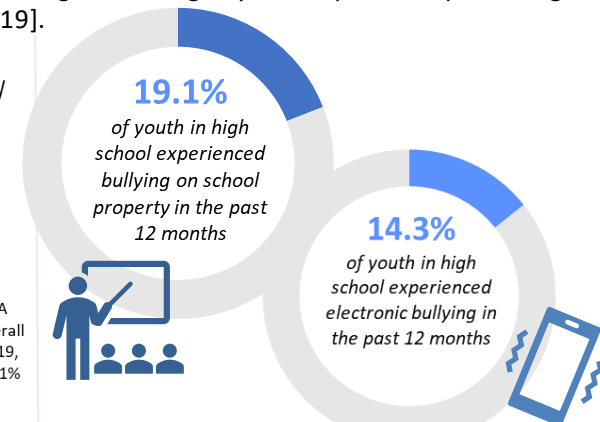 19].
19.1%
of youth in high
school experienced
bullying on school
property in the past
12 months
14.3%
of youth in high
school experienced
electronic bullying in
the past 12 months
A
erall
19,
1%